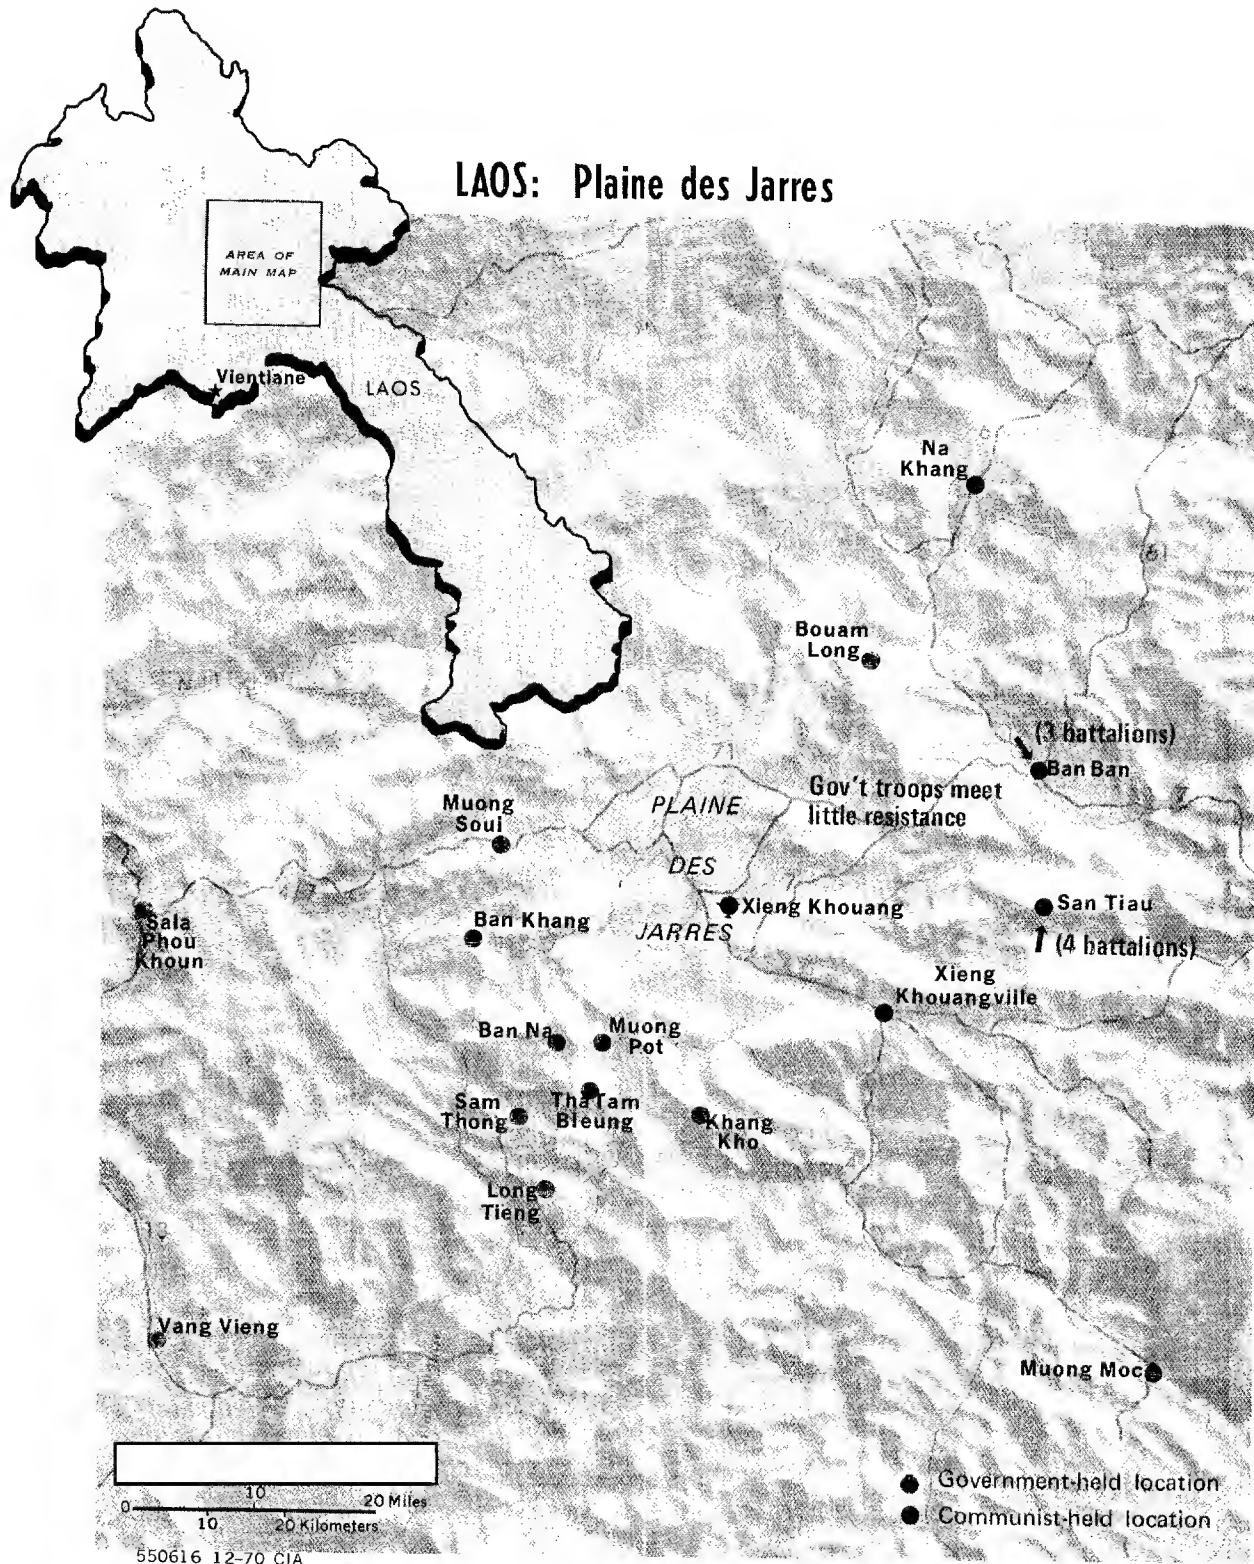 LAOS: Plaine des Jarres
AREA OF
MAIN MAP
Vientiane
LAOS
Na
Khang
Bouam
Long
(3 battalions)
Ban Ban
Gov't troops meet
little resistance
PLAINE
DES
JARRES
Muong
Soui
Xieng Khouang
San Tiau
(4 battalions)
Sala
Phou
Khoun
Ban Khang
Xieng
Khouangville
Ban Na
Muong
Pot
Tha Tam
Bleung
Sam
Thong
Khang
Kho
Long
Tieng
Vang Vieng
Muong Moc
0 10 20 Miles
10 20 Kilometers
Government-held location
Communist-held location
550616 12-70 CIA